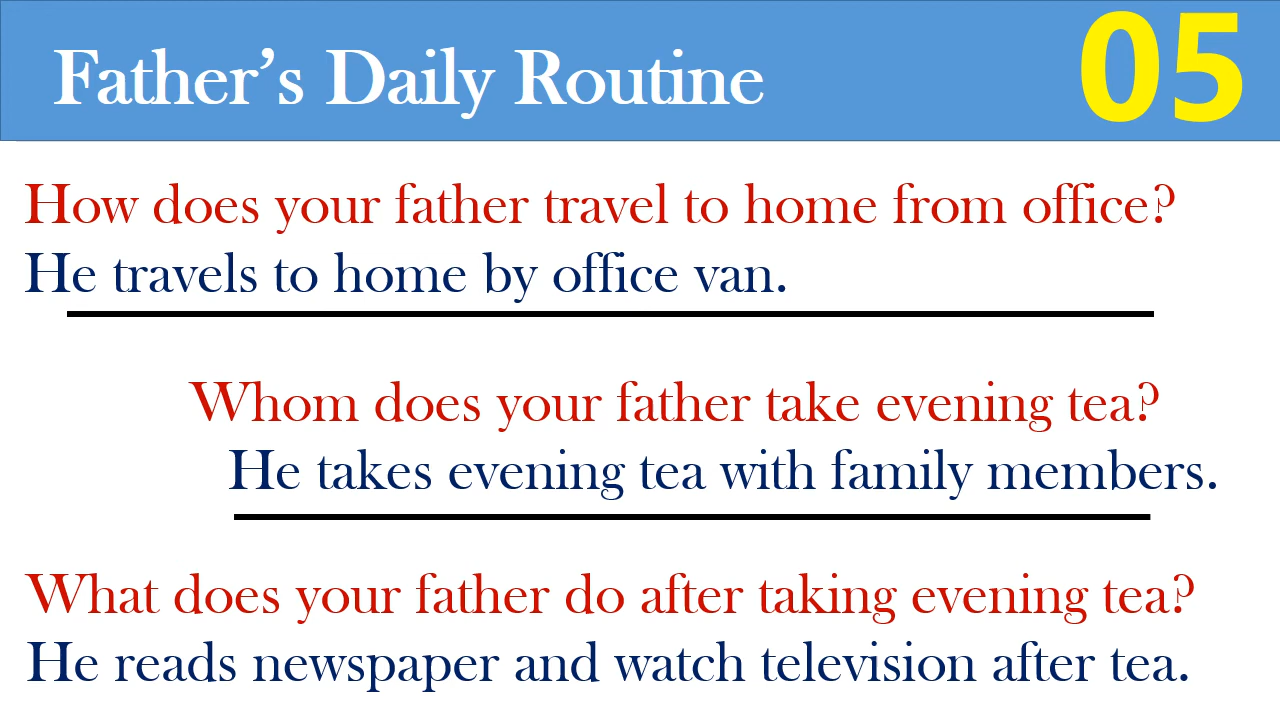 Father’s Daily Routine
05
How does your father travel to home from office?
He travels to home by office van.
Whom does your father take evening tea?
He takes evening tea with family members.
What does your father do after taking evening tea?
He reads newspaper and watch television after tea.